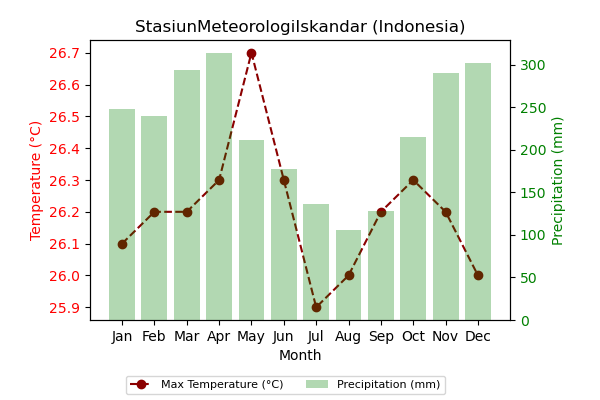 StasiunMeteorologiIskandar (Indonesia)
Temperature (°C)
26.7
26.6
26.5
26.4
26.3
26.2
26.1
26.0
25.9
300
250
200
150
100
50
0
Precipitation (mm)
Jan Feb Mar Apr May Jun Jul Aug Sep Oct Nov Dec
Month
Max Temperature (°C) Precipitation (mm)